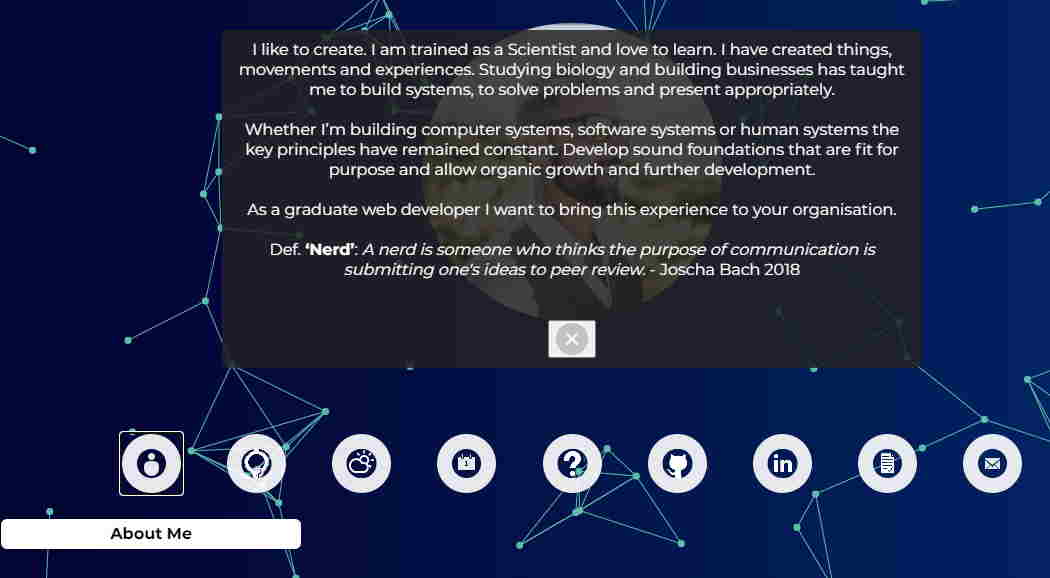 I like to create. I am trained as a Scientist and love to learn. I have created things,
movements and experiences. Studying biology and building businesses has taught
me to build systems, to solve problems and present appropriately.
Whether I'm building computer systems, software systems or human systems the
key principles have remained constant. Develop sound foundations that are fit for
purpose and allow organic growth and further development.
As a graduate web developer I want to bring this experience to your organisation.
Def. ‘Nerd’: A nerd is someone who thinks the purpose of communication is
submitting one's ideas to peer review. - Joscha Bach 2018
1
?
in
About Me